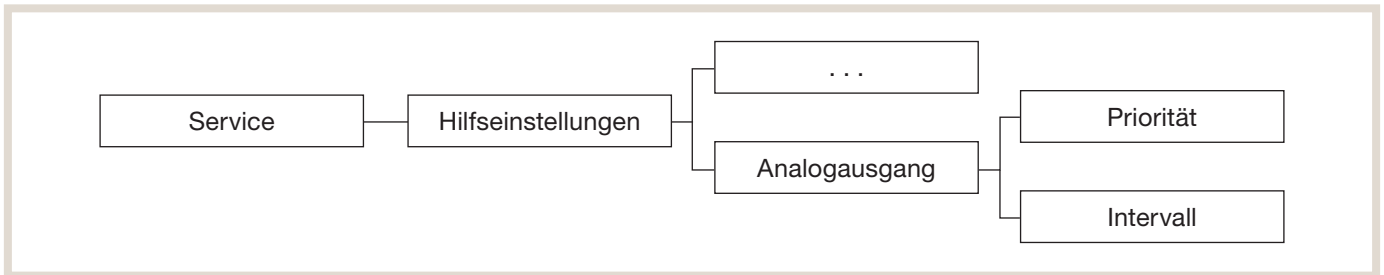 Service
Hilfseinstellungen
. . .
Analogausgang
Priorität
Intervall